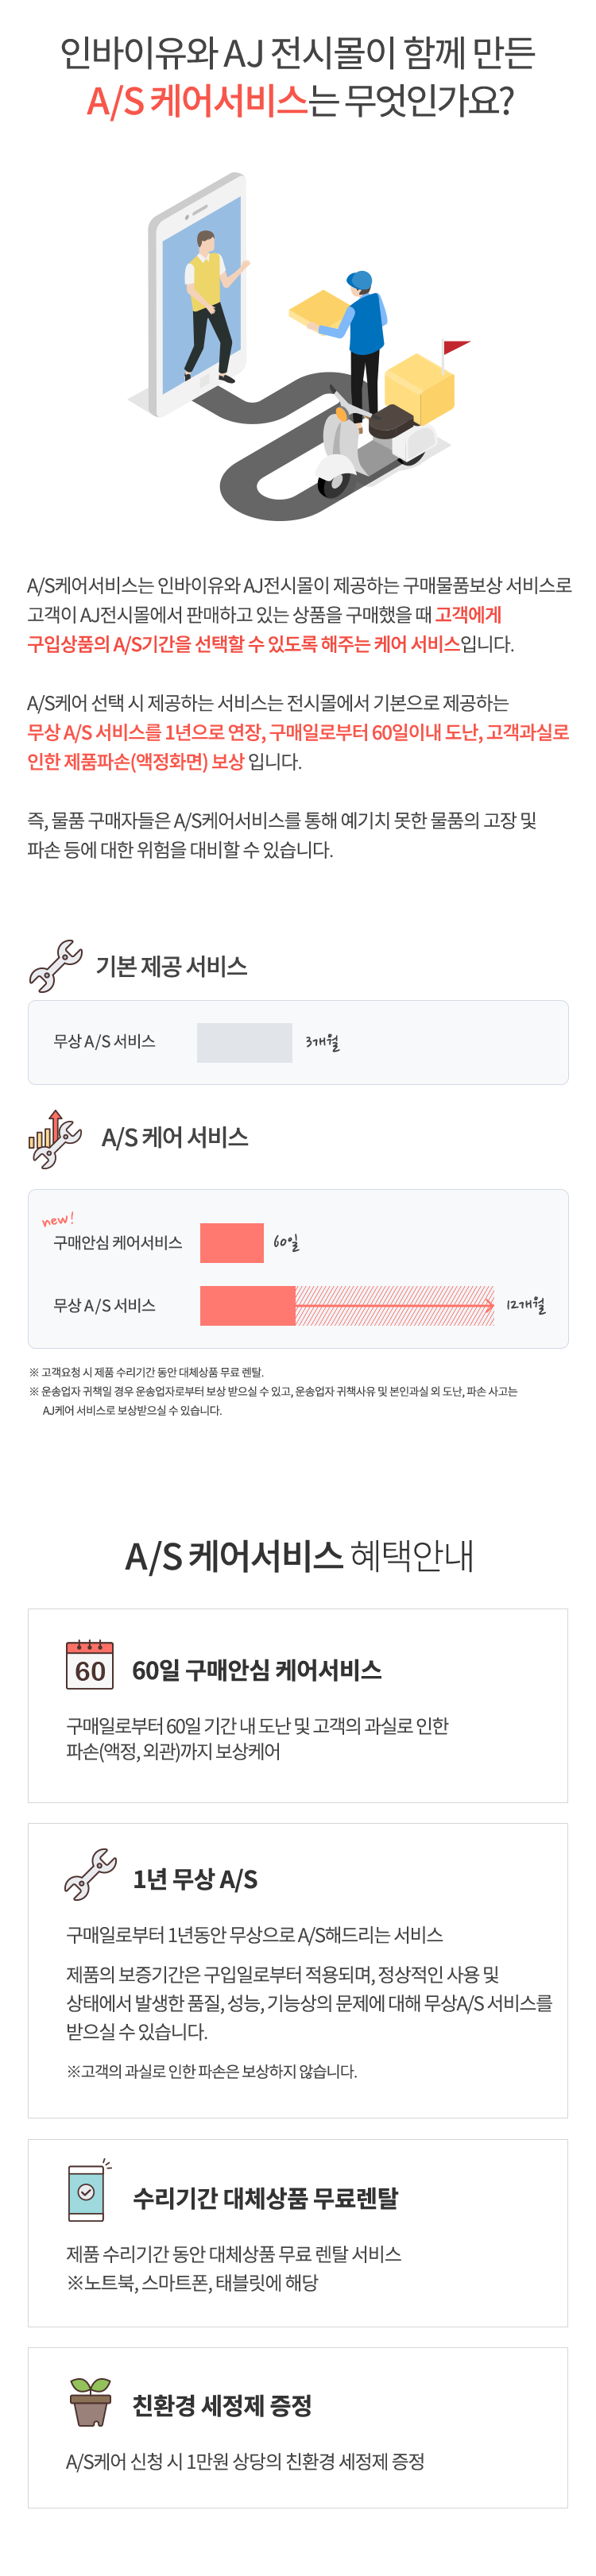 인바이유와 AJ 전시몰이 함께 만든
A/S 케어서비스는 무엇인가요?
A/S케어서비스는 인바이유와 AJ전시몰이 제공하는 구매물품보상 서비스로
고객이 AJ전시몰에서 판매하고 있는 상품을 구매했을 때 고객에게
구입상품의 A/S기간을 선택할 수 있도록 해주는 케어 서비스입니다.
A/S케어 선택 시 제공하는 서비스는 전시몰에서 기본으로 제공하는
무상 A/S 서비스를 1년으로 연장, 구매일로부터 60일이내 도난, 고객과실로
인한 제품파손(액정화면) 보상 입니다.
즉, 물품 구매자들은 A/S케어서비스를 통해 예기치 못한 물품의 고장 및
파손 등에 대한 위험을 대비할 수 있습니다.
기본 제공 서비스
무상 A/S 서비스 3개월
A/S 케어 서비스
new!
구매안심 케어서비스 60일
무상 A/S 서비스 12개월
※ 고객요청 시 제품 수리기간 동안 대체상품 무료 렌탈.
※ 운송업자 귀책일 경우 운송업자로부터 보상 받으실 수 있고, 운송업자 귀책사유 및 본인과실 외 도난, 파손 사고는
AJ케어 서비스로 보상받으실 수 있습니다.
A/S 케어서비스 혜택안내
60
60일 구매안심 케어서비스
구매일로부터 60일 기간 내 도난 및 고객의 과실로 인한
파손(액정, 외관)까지 보상케어
1년 무상 A/S
구매일로부터 1년동안 무상으로 A/S해드리는 서비스
제품의 보증기간은 구입일로부터 적용되며, 정상적인 사용 및
상태에서 발생한 품질, 성능, 기능상의 문제에 대해 무상A/S 서비스를
받으실 수 있습니다.
※고객의 과실로 인한 파손은 보상하지 않습니다.
수리기간 대체상품 무료렌탈
제품 수리기간 동안 대체상품 무료 렌탈 서비스
※노트북, 스마트폰, 태블릿에 해당
친환경 세정제 증정
A/S케어 신청 시 1만원 상당의 친환경 세정제 증정